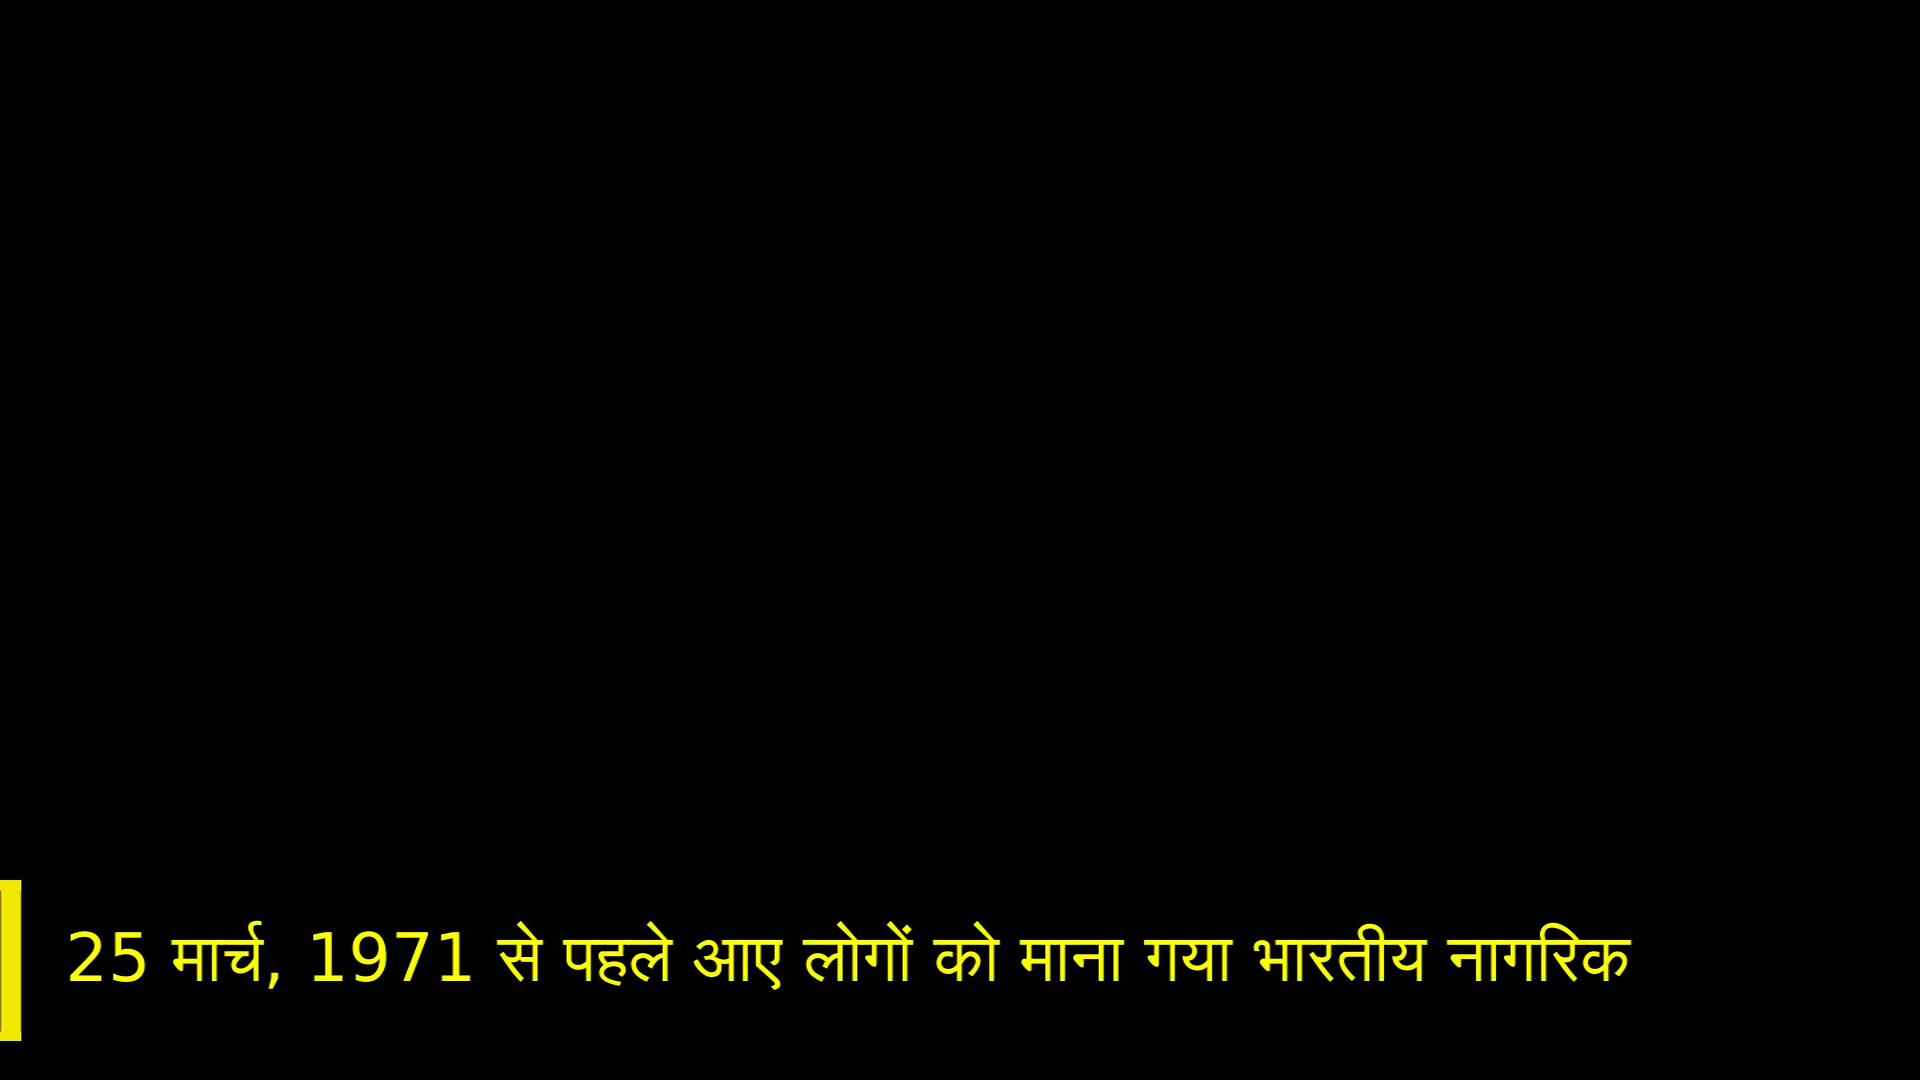 25 मार्च, 1971 से पहले आए लोगों को माना गया भारतीय नागरिक